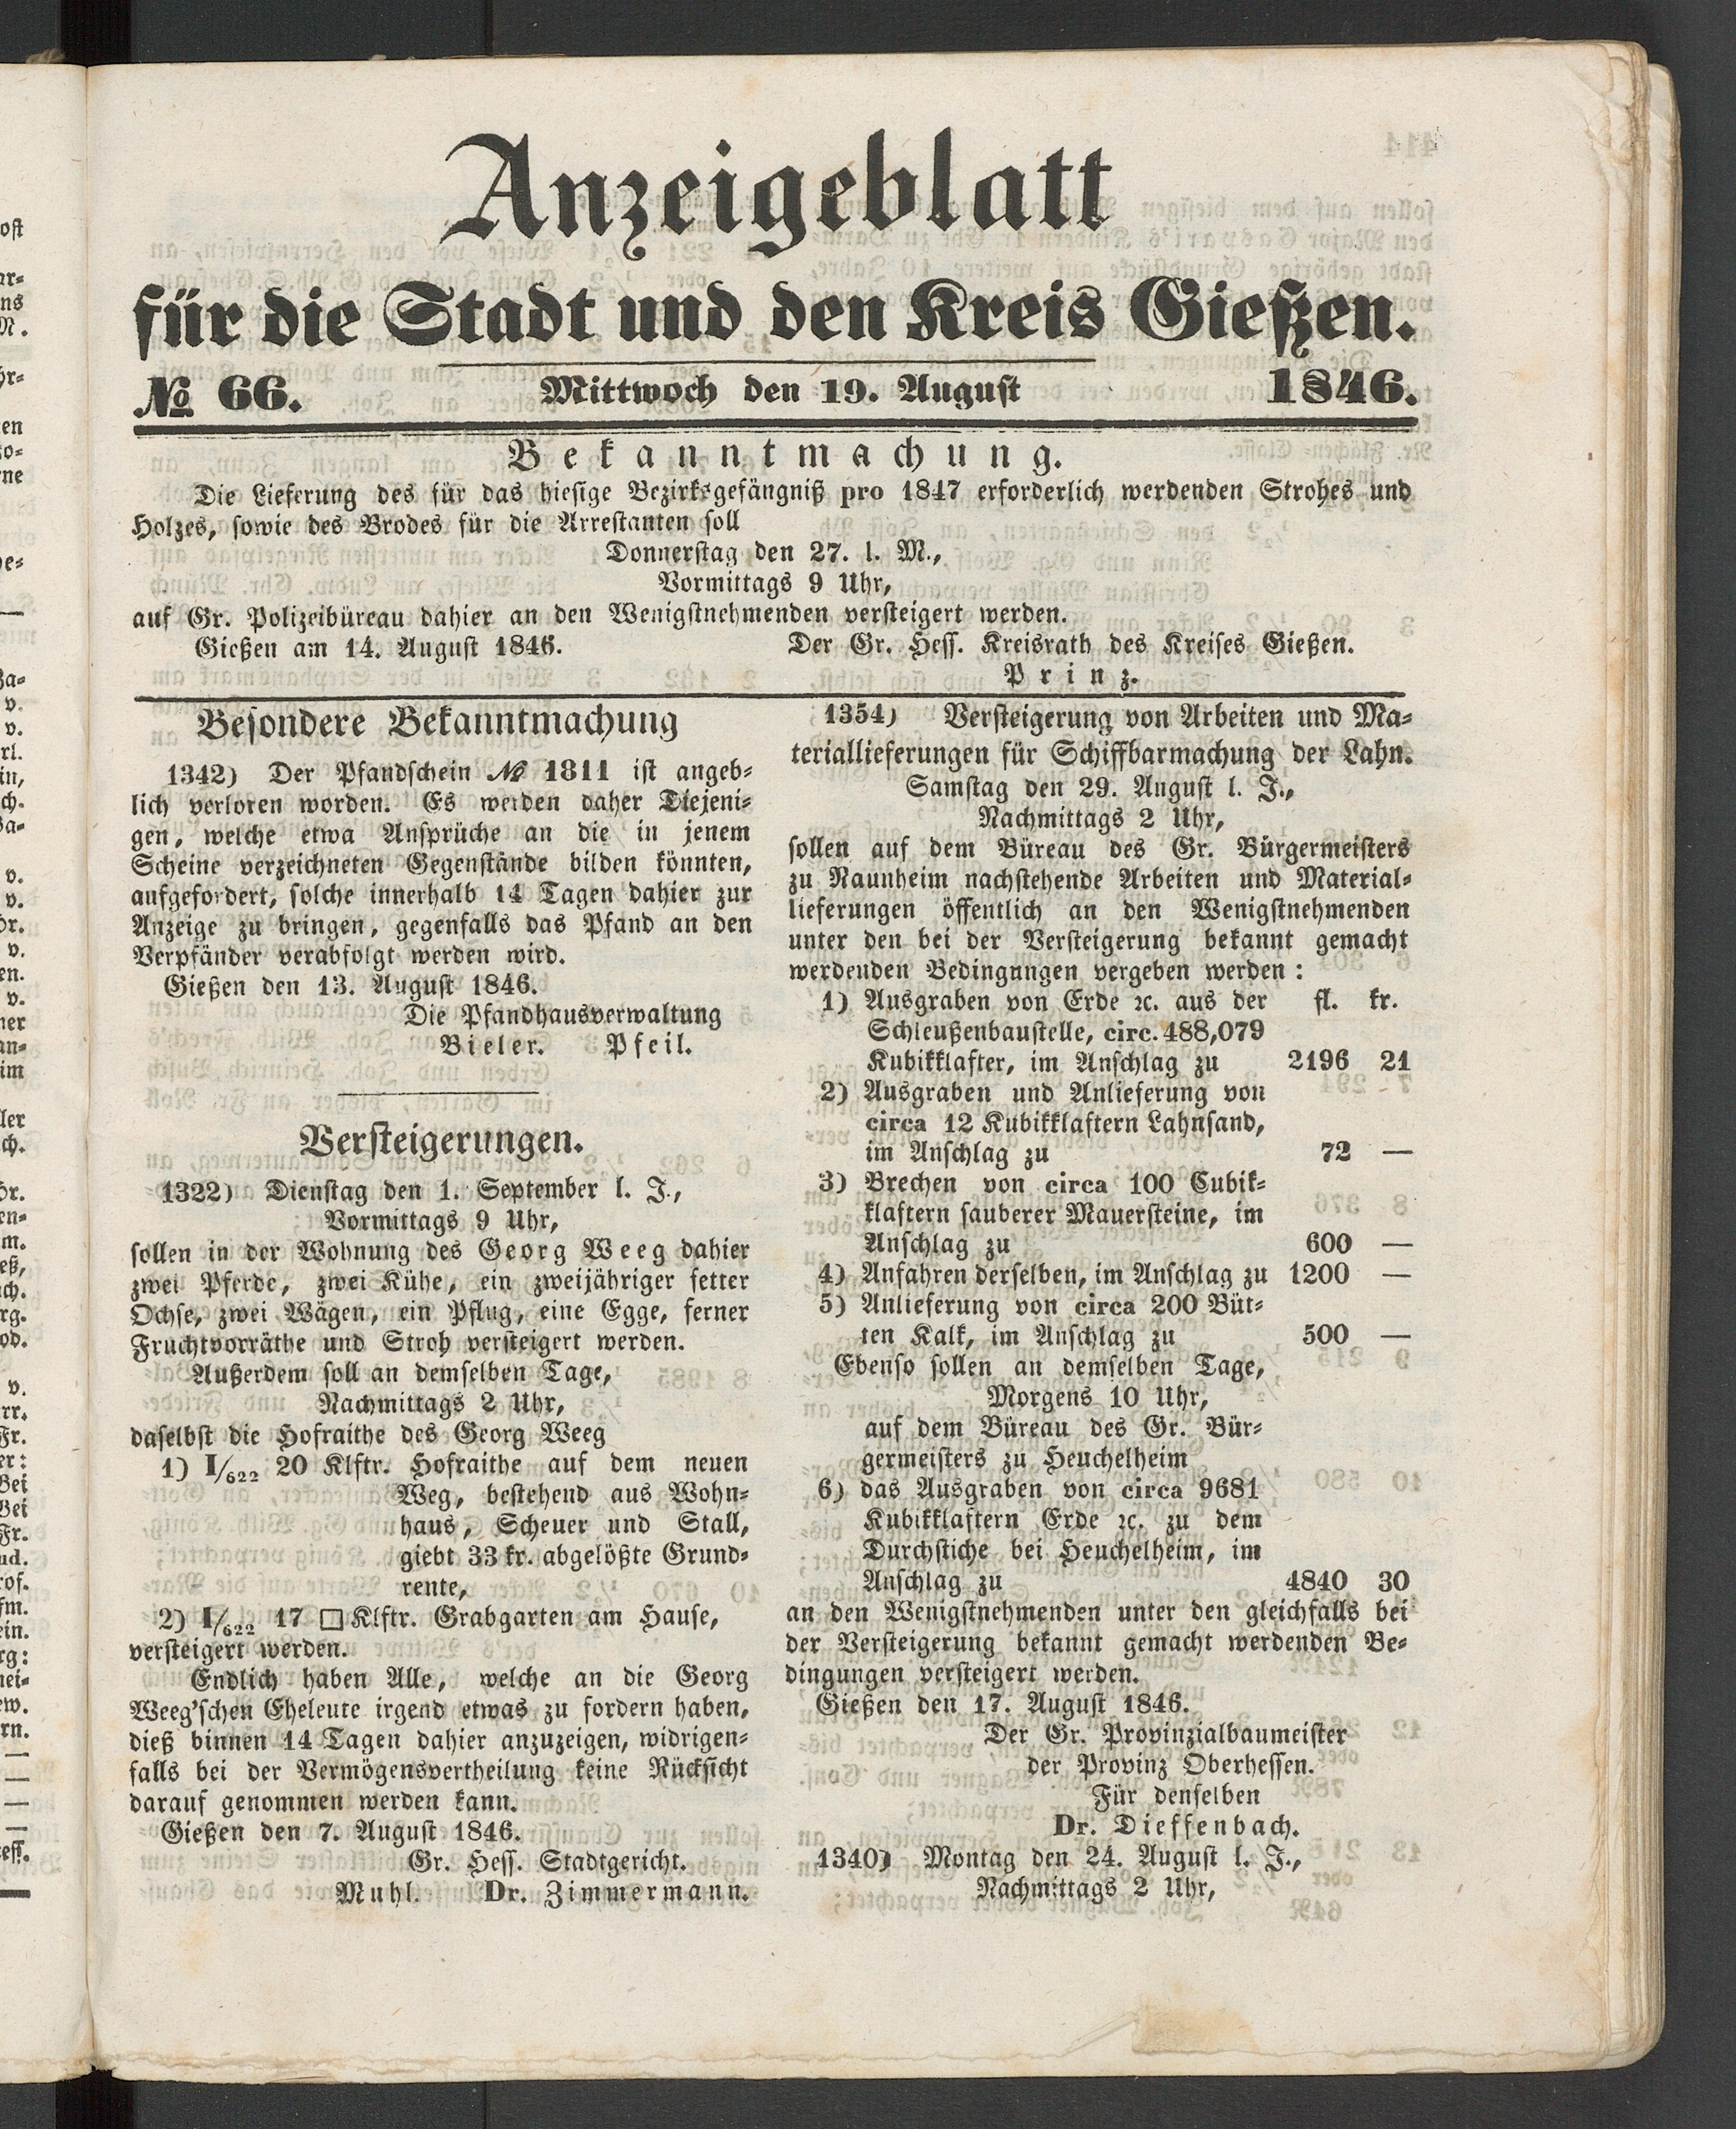 Anzeigeblatt
für die Stadt und den Kreis Gießen.
№ 66. Mittwoch den 19. August 1846.
Bekanntmachung.
Die Lieferung des für das hiesige Bezirksgefängniß pro 1847 erforderlich werdenden Strohes und
Holzes, sowie des Brodes für die Arrestanten soll
Donnerstag den 27. l. M.,
Vormittags 9 Uhr,
auf Gr. Polizeibüreau dahier an den Wenigstnehmenden versteigert werden.
Gießen am 14. August 1846. Der Gr. Hess. Kreisrath des Kreises Gießen.
Prinz.
Besondere Bekanntmachung
1342) Der Pfandschein № 1811 ist angeb-
lich verloren worden. Es werden daher Diejeni-
gen, welche etwa Ansprüche an die in jenem
Scheine verzeichneten Gegenstände bilden könnten,
aufgefordert, solche innerhalb 14 Tagen dahier zur
Anzeige zu bringen, gegenfalls das Pfand an den
Verpfänder verabfolgt werden wird.
Gießen den 13. August 1846.
Die Pfandhausverwaltung
Bieler. Pfeil.
Versteigerungen.
1322) Dienstag den 1. September l. J.,
Vormittags 9 Uhr,
sollen in der Wohnung des Georg Weeg dahier
zwei Pferde, zwei Kühe, ein zweijähriger fetter
Ochse, zwei Wägen, ein Pflug, eine Egge, ferner
Fruchtvorräthe und Stroh versteigert werden.
Außerdem soll an demselben Tage,
Nachmittags 2 Uhr,
daselbst die Hofraithe des Georg Weeg
1) I/622 20 Klftr. Hofraithe auf dem neuen
Weg, bestehend aus Wohn-
haus, Scheuer und Stall,
giebt 33 kr. abgelößte Grund-
rente,
2) I/622 17 □Klftr. Grabgarten am Hause,
versteigert werden.
Endlich haben Alle, welche an die Georg
Weeg'schen Eheleute irgend etwas zu fordern haben,
dieß binnen 14 Tagen dahier anzuzeigen, widrigen-
falls bei der Vermögensvertheilung keine Rücksicht
darauf genommen werden kann.
Gießen den 7. August 1846.
Gr. Hess. Stadtgericht.
Muhl. Dr. Zimmermann.
1354) Versteigerung von Arbeiten und Ma-
teriallieferungen für Schiffbarmachung der Lahn.
Samstag den 29. August l. J.,
Nachmittags 2 Uhr,
sollen auf dem Büreau des Gr. Bürgermeisters
zu Naunheim nachstehende Arbeiten und Material-
lieferungen öffentlich an den Wenigstnehmenden
unter den bei der Versteigerung bekannt gemacht
werdenden Bedingungen vergeben werden:
1) Ausgraben von Erde ꝛc. aus der fl. kr.
Schleußenbaustelle, circ. 488,079
Kubikklafter, im Anschlag zu 2196 21
2) Ausgraben und Anlieferung von
circa 12 Kubikklaftern Lahnsand,
im Anschlag zu 72 —
3) Brechen von circa 100 Cubik-
klaftern sauberer Mauersteine, im
Anschlag zu 600 —
4) Anfahren derselben, im Anschlag zu 1200 —
5) Anlieferung von circa 200 Büt-
ten Kalk, im Anschlag zu 500 —
Ebenso sollen an demselben Tage,
Morgens 10 Uhr,
auf dem Büreau des Gr. Bür-
germeisters zu Heuchelheim
6) das Ausgraben von circa 9681
Kubikklaftern Erde ꝛc. zu dem
Durchstiche bei Heuchelheim, im
Anschlag zu 4840 30
an den Wenigstnehmenden unter den gleichfalls bei
der Versteigerung bekannt gemacht werdenden Be-
dingungen versteigert werden.
Gießen den 17. August 1846.
Der Gr. Provinzialbaumeister
der Provinz Oberhessen.
Für denselben
Dr. Dieffenbach.
1340) Montag den 24. August l. J.,
Nachmittags 2 Uhr,